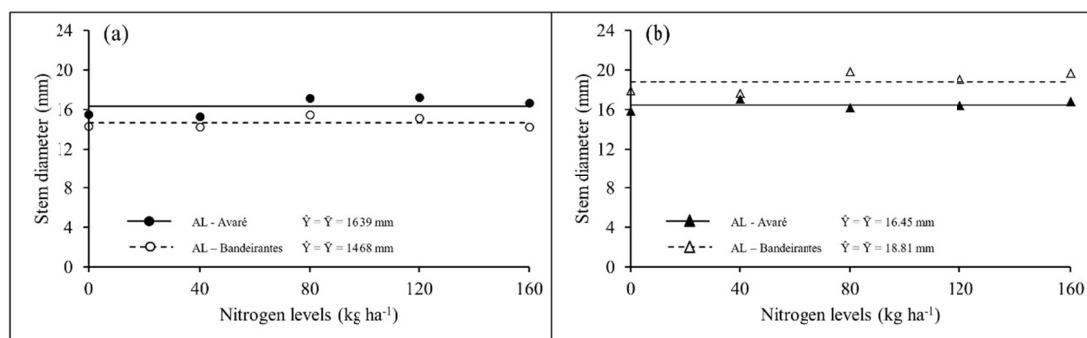 (a)
24
20
16
12
8
4
0
Stem diameter (mm)
AL - Avaré Ŷ = Ȳ = 1639 mm
AL – Bandeirantes Ŷ = Ȳ = 1468 mm
0 40 80 120 160
Nitrogen levels (kg ha⁻¹)
(b)
24
20
16
12
8
4
0
Stem diameter (mm)
AL - Avaré Ŷ = Ȳ = 16.45 mm
AL – Bandeirantes Ŷ = Ȳ = 18.81 mm
0 40 80 120 160
Nitrogen levels (kg ha⁻¹)